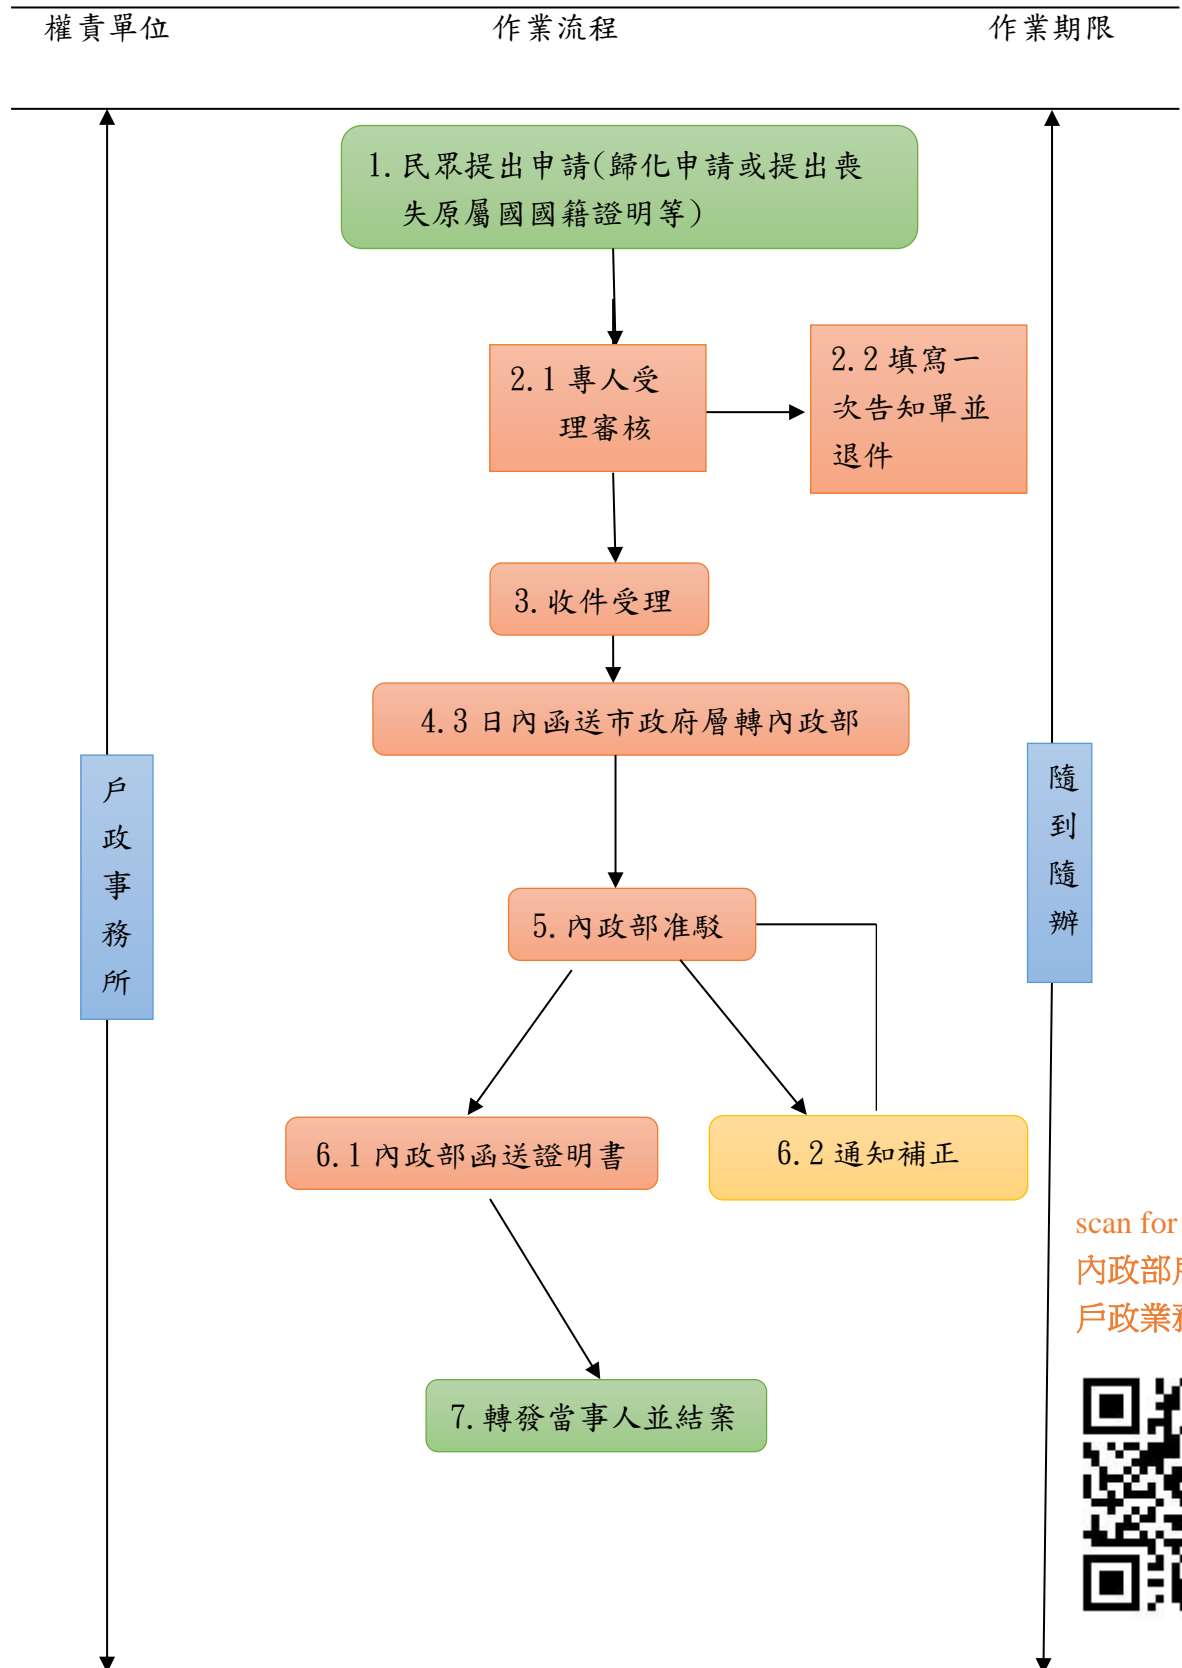 權責單位 作業流程 作業期限
1.民眾提出申請(歸化申請或提出喪
失原屬國國籍證明等)
2.1專人受
理審核
2.2填寫一
次告知單並
退件
3.收件受理
4.3日內函送市政府層轉內政部
戶政事務所
隨到隨辦
5.內政部准駁
6.1內政部函送證明書
6.2通知補正
scan for
內政部
戶政業
7.轉發當事人並結案